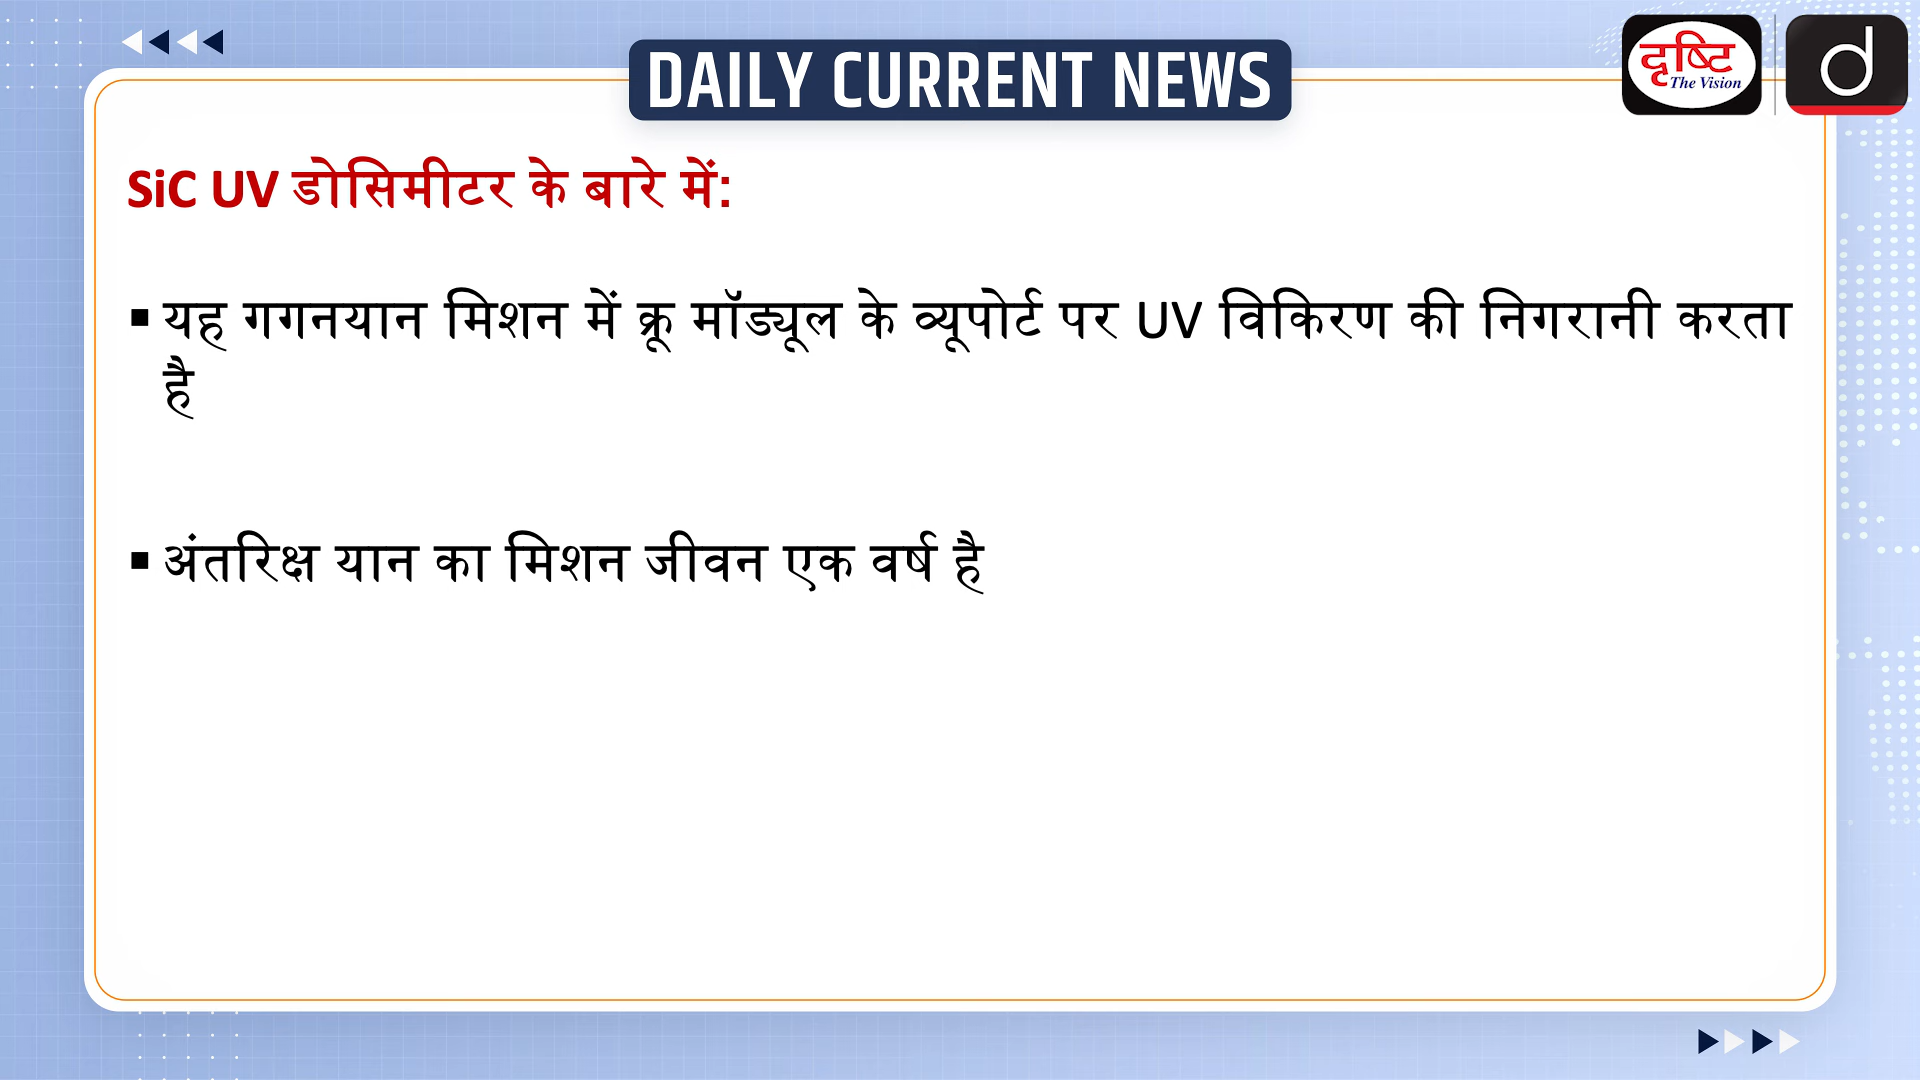 DAILY CURRENT NEWS
दृष्टि
The Vision
d
SiC UV डोसिमीटर के बारे में:
▪ यह गगनयान मिशन में क्रू मॉड्यूल के व्यूपोर्ट पर UV विकिरण की निगरानी करता
है
▪ अंतरिक्ष यान का मिशन जीवन एक वर्ष है